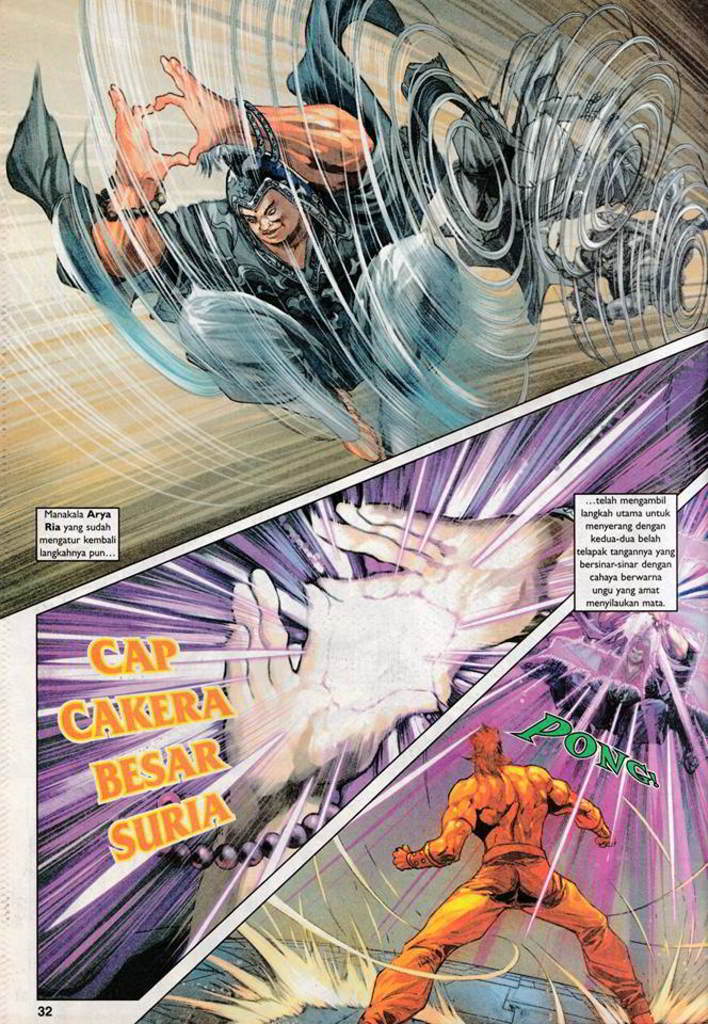 Manakala Arya
Ria yang sudah
mengatur kembali
langkahnya pun...
...telah mengambil
langkah utama untuk
menyerang dengan
kedua-dua belah
telapak tangannya yang
bersinar-sinar dengan
cahaya berwarna
ungu yang amat
menyilaukan mata.
CAP
CAKERA
BESAR
SURIA
PONG!
32